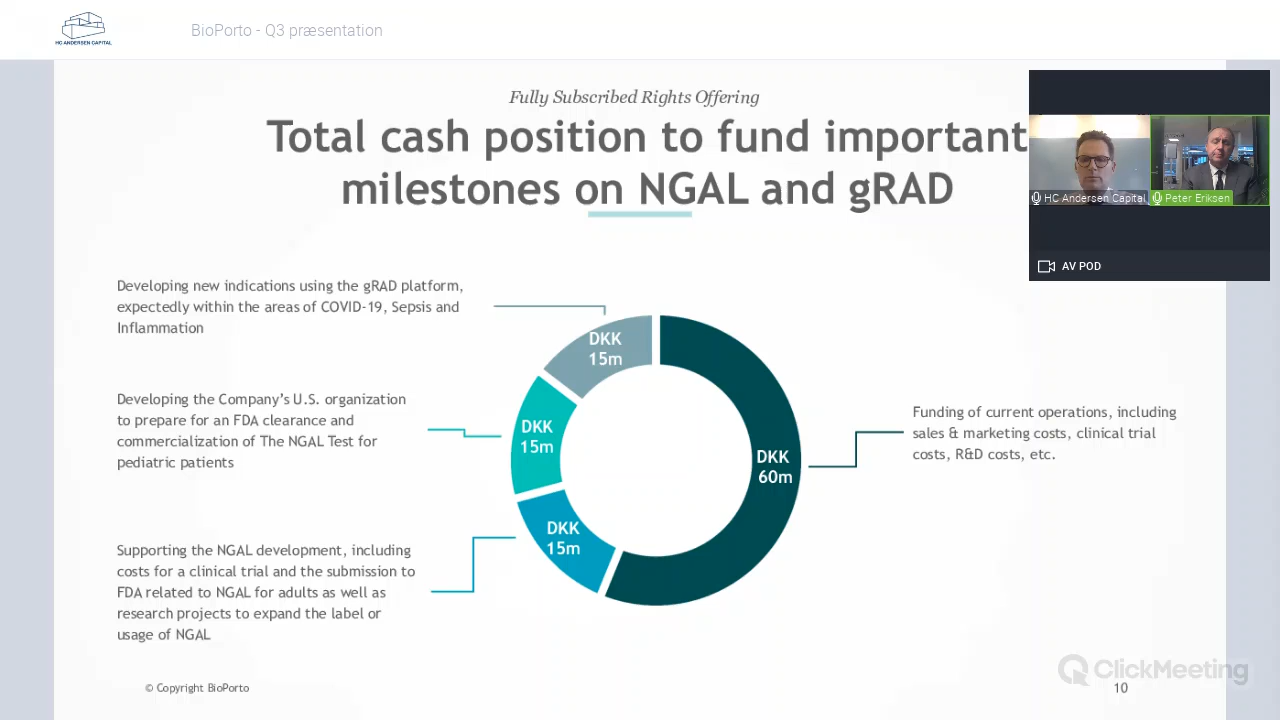 HC ANDERSEN CAPITAL
BioPorto - Q3 præsentation
Fully Subscribed Rights Offering
Total cash position to fund important
milestones on NGAL and gRAD
HC Andersen Capital
Peter Eriksen
AV POD
Developing new indications using the gRAD platform,
expectedly within the areas of COVID-19, Sepsis and
Inflammation
DKK
15m
Developing the Company's U.S. organization
to prepare for an FDA clearance and
commercialization of The NGAL Test for
pediatric patients
DKK
15m
Supporting the NGAL development, including
costs for a clinical trial and the submission to
FDA related to NGAL for adults as well as
research projects to expand the label or
usage of NGAL
DKK
15m
DKK
60m
Funding of current operations, including
sales & marketing costs, clinical trial
costs, R&D costs, etc.
ClickMeeting
© Copyright BioPorto
10